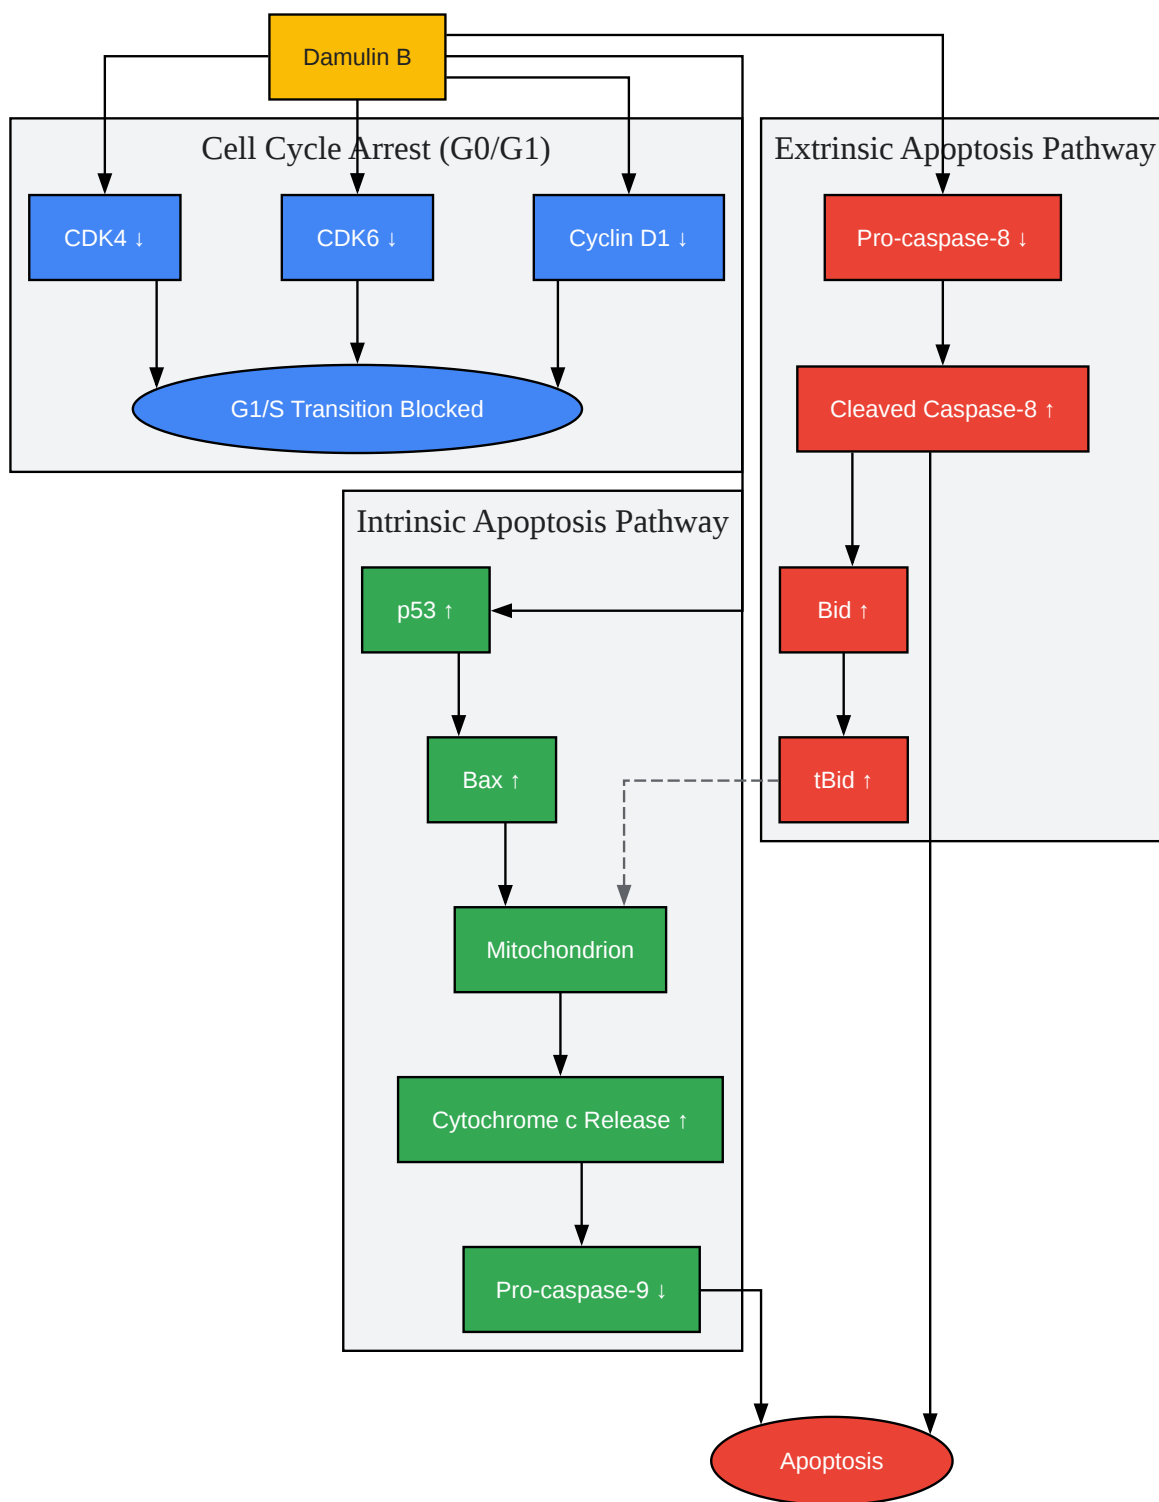 Damulin B
Cell Cycle Arrest (G0/G1)
Extrinsic Apoptosis Pathway
CDK4 ↓
CDK6 ↓
Cyclin D1 ↓
Pro-caspase-8 ↓
G1/S Transition Blocked
Cleaved Caspase-8 ↑
Intrinsic Apoptosis Pathway
p53 ↑
Bid ↑
Bax ↑
tBid ↑
Mitochondrion
Cytochrome c Release ↑
Pro-caspase-9 ↓
Apoptosis